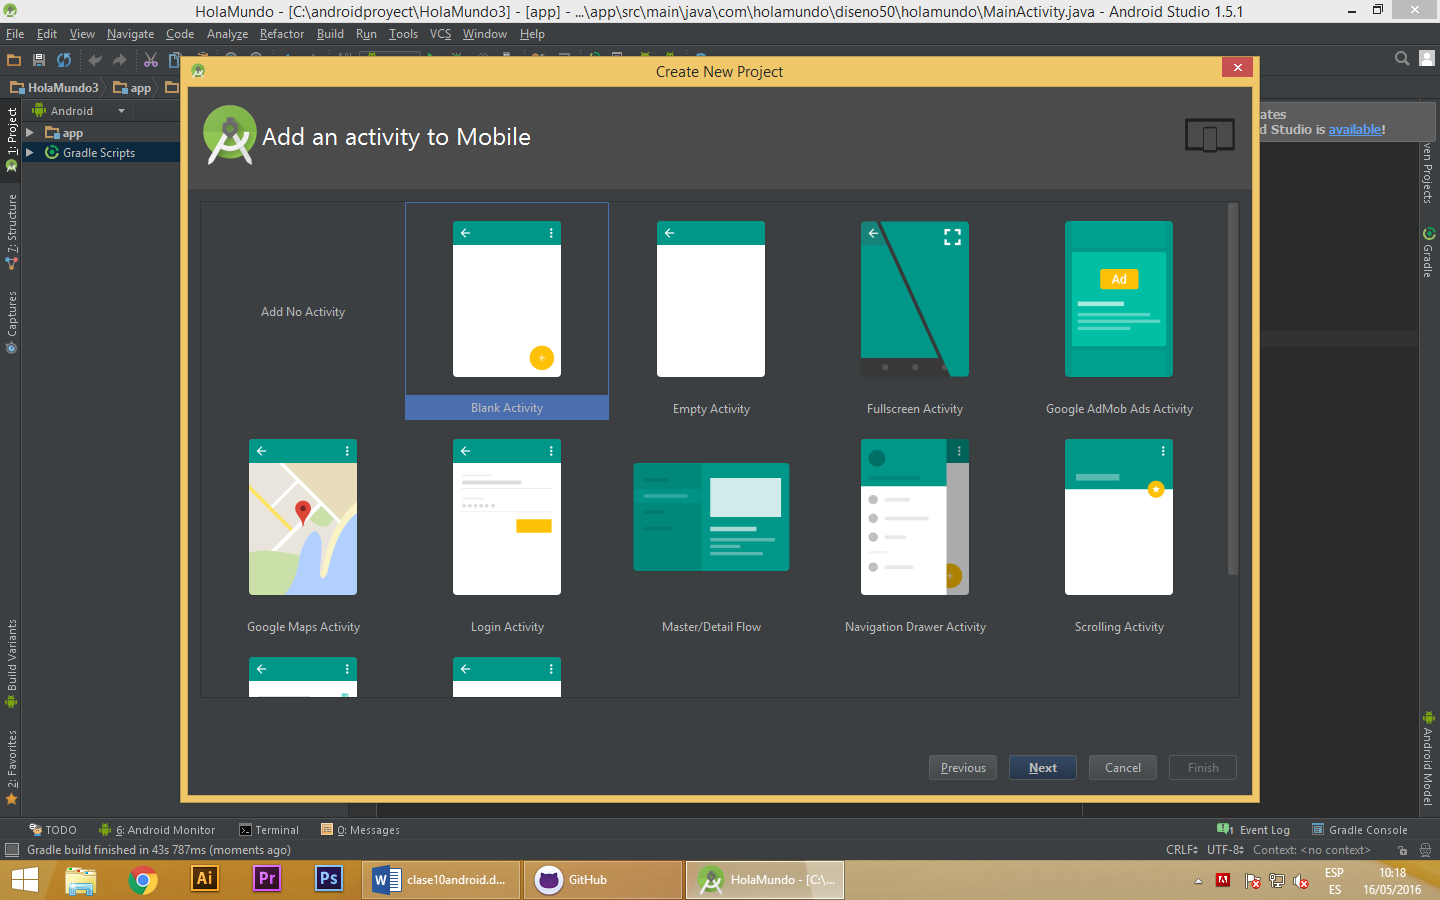 HolaMundo - [C:\androidproyect\HolaMundo3] - [app] - ...\app\src\main\java\com\holamundo\diseno50\holamundo\MainActivity.java - Android Studio 1.5.1
File Edit View Navigate Code Analyze Refactor Build Run Tools VCS Window Help
HolaMundo3 app
Create New Project
Add an activity to Mobile
1: Project
Android
app
Gradle Scripts
ates
d Studio is available!
7: Structure
Captures
Build Variants
2: Favorites
ven Projects
Gradle
Android Model
Add No Activity
Blank Activity
Empty Activity
Fullscreen Activity
Ad
Google AdMob Ads Activity
Google Maps Activity
Login Activity
Master/Detail Flow
Navigation Drawer Activity
Scrolling Activity
Previous Next Cancel Finish
TODO 6: Android Monitor Terminal 0: Messages 1 Event Log Gradle Console
Gradle build finished in 43s 787ms (moments ago) CRLF UTF-8 Context: <no context>
Ai Pr Ps clase10android.d... GitHub HolaMundo - [C:\...
ESP 10:18
ES 16/05/2016